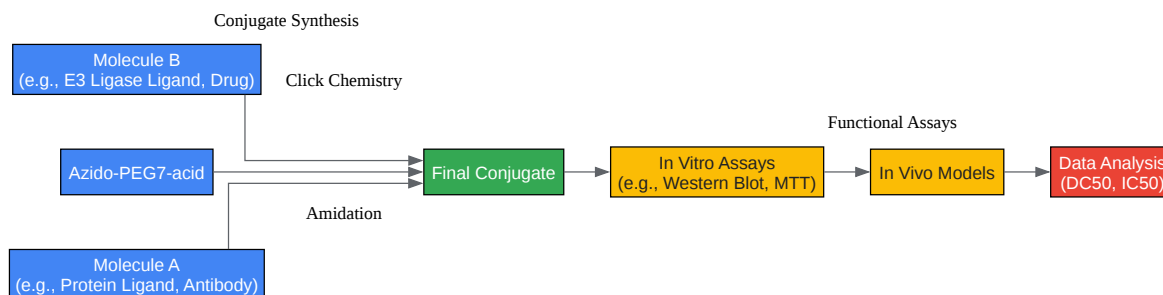 Conjugate Synthesis
Molecule B
(e.g., E3 Ligase Ligand, Drug)
Click Chemistry
Functional Assays
Azido-PEG7-acid
Final Conjugate
In Vitro Assays
(e.g., Western Blot, MTT)
In Vivo Models
Data Analysis
(DC50, IC50)
Amidation
Molecule A
(e.g., Protein Ligand, Antibody)